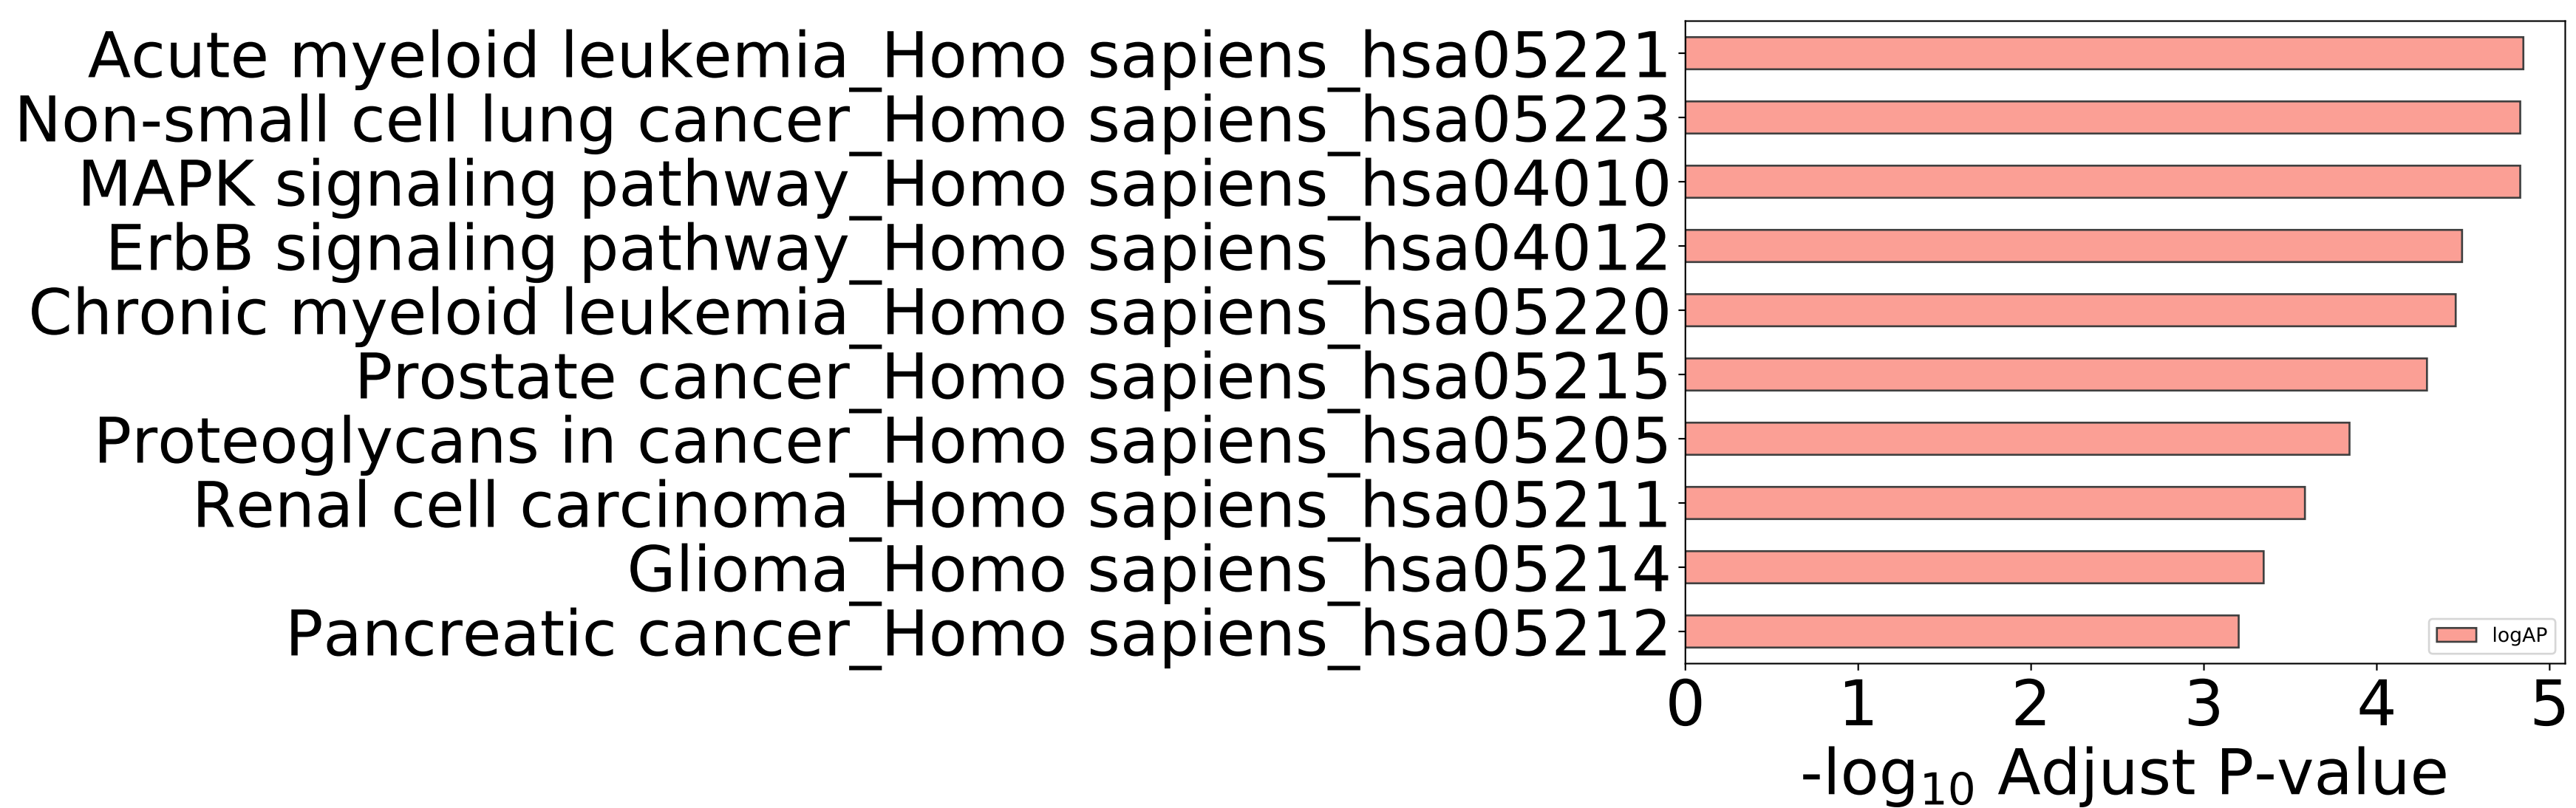 Acute myeloid leukemia_Homo sapiens_hsa05221
Non-small cell lung cancer_Homo sapiens_hsa05223
MAPK signaling pathway_Homo sapiens_hsa04010
ErbB signaling pathway_Homo sapiens_hsa04012
Chronic myeloid leukemia_Homo sapiens_hsa05220
Prostate cancer_Homo sapiens_hsa05215
Proteoglycans in cancer_Homo sapiens_hsa05205
Renal cell carcinoma_Homo sapiens_hsa05211
Glioma_Homo sapiens_hsa05214
Pancreatic cancer_Homo sapiens_hsa05212
logAP
0 1 2 3 4 5
-log₁₀ Adjust P-value